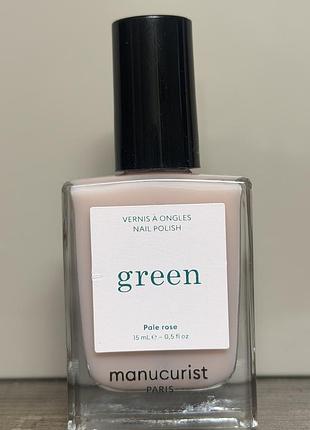 VERNIS À ONGLES
NAIL POLISH
green
Pale rose
15 mL e – 0,5 fl oz
manucurist
PARIS